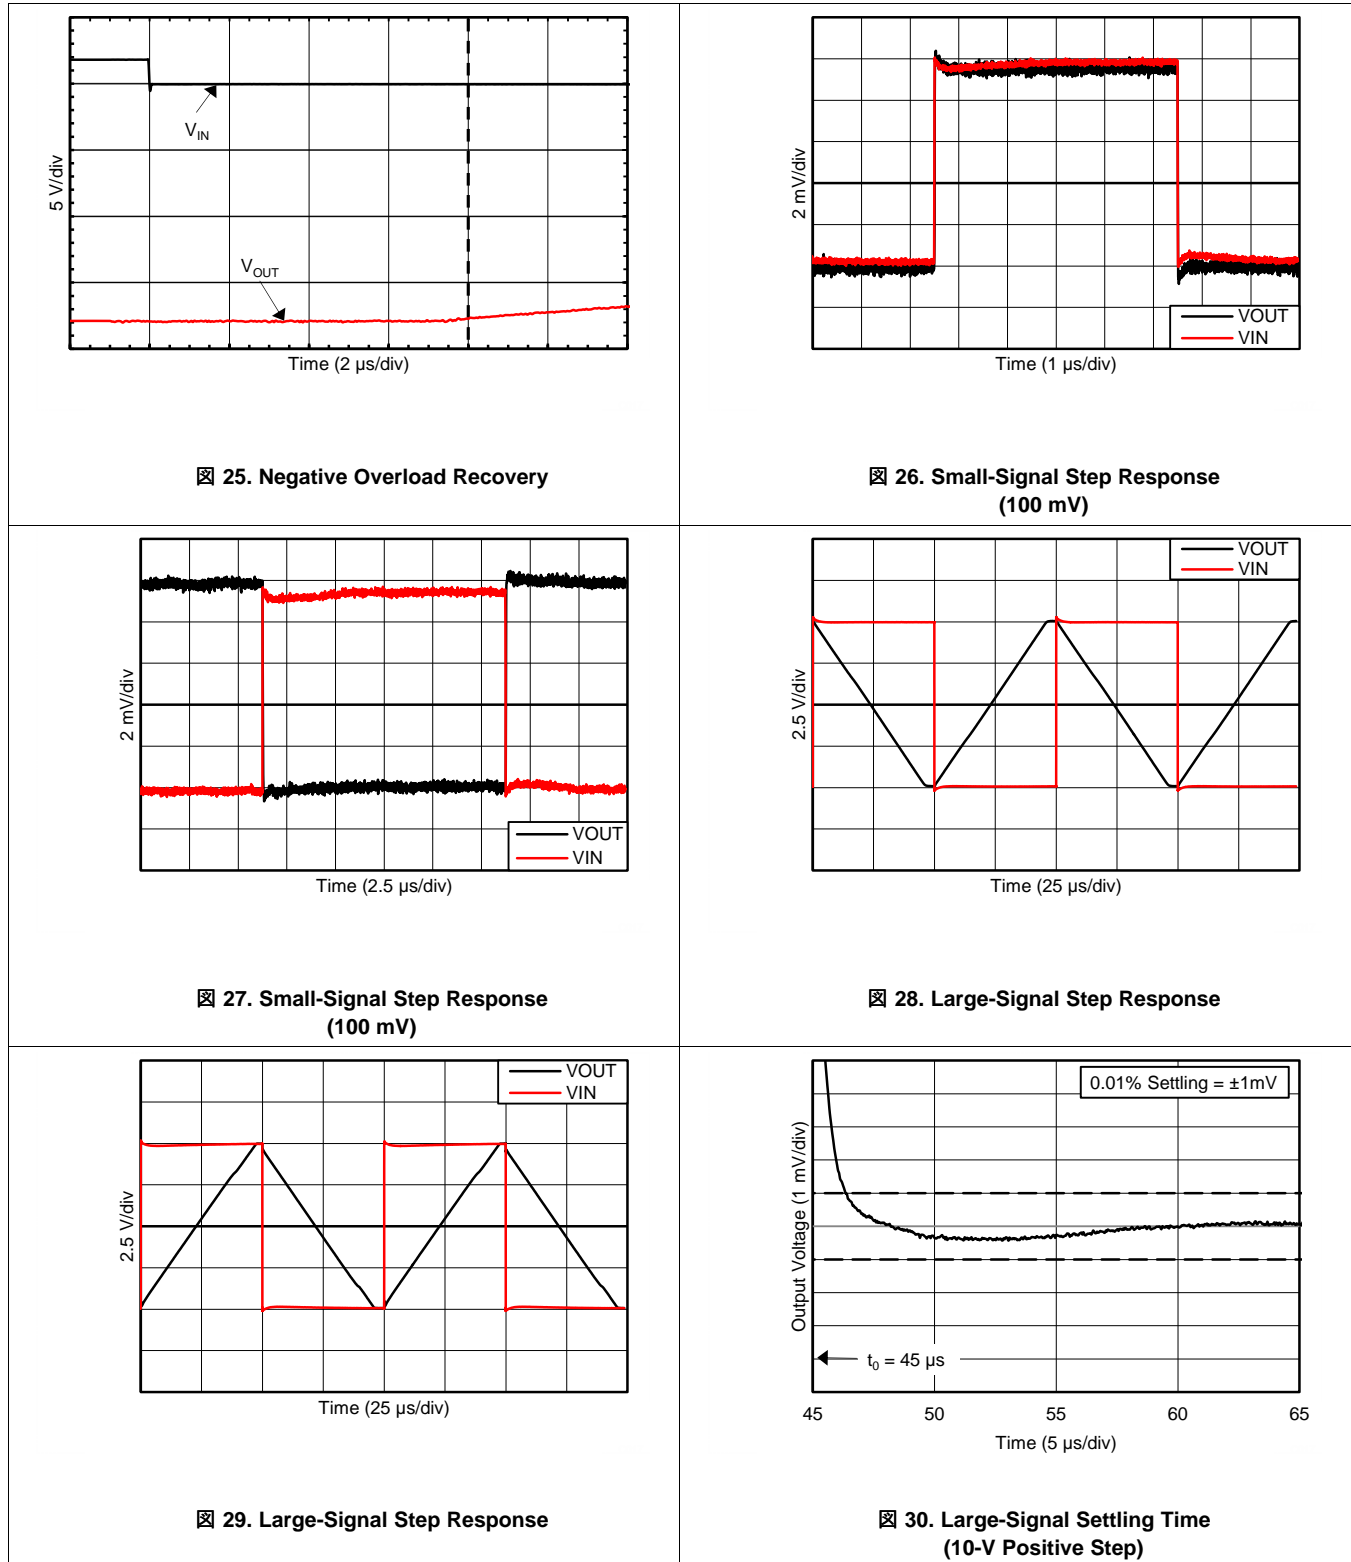 5 V/div
V_IN
V_OUT
Time (2 µs/div)
図 25. Negative Overload Recovery
2 mV/div
VOUT
VIN
Time (1 µs/div)
図 26. Small-Signal Step Response
(100 mV)
2 mV/div
VOUT
VIN
Time (2.5 µs/div)
図 27. Small-Signal Step Response
(100 mV)
VOUT
VIN
2.5 V/div
Time (25 µs/div)
図 28. Large-Signal Step Response
VOUT
VIN
2.5 V/div
Time (25 µs/div)
図 29. Large-Signal Step Response
0.01% Settling = ±1mV
Output Voltage (1 mV/div)
t0 = 45 µs
45 50 55 60 65
Time (5 µs/div)
図 30. Large-Signal Settling Time
(10-V Positive Step)